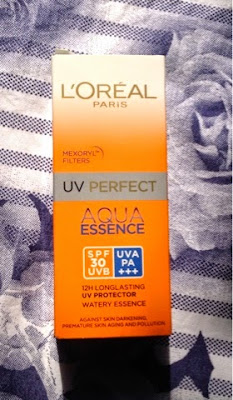 L'ORÉAL
PARIS
MEXORYL®
FILTERS
UV PERFECT
AQUA
ESSENCE
SPF
30
UVB
UVA
PA
+++
12H LONGLASTING
UV PROTECTOR
WATERY ESSENCE
AGAINST SKIN DARKENING,
PREMATURE SKIN AGING AND POLLUTION.